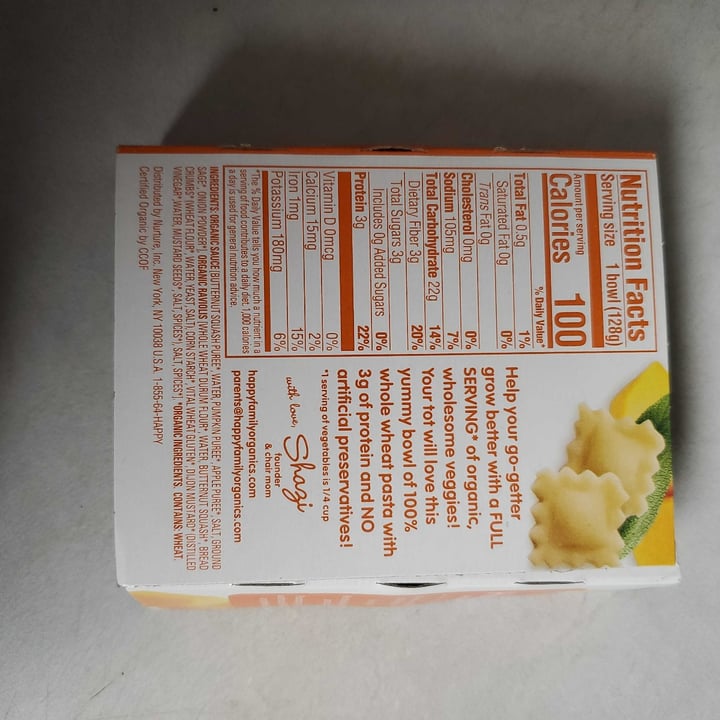 Nutrition Facts
Serving size 1 bowl (128g)
Amount per serving
Calories 100
% Daily Value*
Total Fat 0.5g 1%
Saturated Fat 0g 0%
Trans Fat 0g
Cholesterol 0mg 0%
Sodium 105mg 7%
Total Carbohydrate 22g 14%
Dietary Fiber 3g 20%
Total Sugars 3g
Includes 0g Added Sugars 0%
Protein 3g 22%
Vitamin D 0mcg 0%
Calcium 15mg 2%
Iron 1mg 15%
Potassium 180mg 6%
*The % Daily Value tells you how much a nutrient in a
serving of food contributes to a daily diet. 1,000 calories
a day is used for general nutrition advice.
INGREDIENTS: ORGANIC SAUCE (BUTTERNUT SQUASH PUREE*, WATER, PUMPKIN PUREE*, APPLE PUREE*, SALT, GROUND
SAGE*, ONION POWDER*), ORGANIC RAVIOLIS (WHOLE WHEAT DURUM FLOUR*, WATER, BUTTERNUT SQUASH*, BREAD
CRUMBS* [WHEAT FLOUR*, WATER, YEAST, SALT], CORN STARCH*, VITAL WHEAT GLUTEN*, DIJON MUSTARD* [DISTILLED
VINEGAR*, WATER, MUSTARD SEEDS*, SALT, SPICES*], SALT, SPICES*). *ORGANIC INGREDIENTS. CONTAINS: WHEAT.
Distributed by Nurture, Inc. New York, NY 10038 U.S.A. 1-855-64-HAPPY
Certified Organic by CCOF
Help your go-getter
grow better with a FULL
SERVING* of organic,
wholesome veggies!
Your tot will love this
yummy bowl of 100%
whole wheat pasta with
3g of protein and NO
artificial preservatives!
*1 serving of vegetables is 1/4 cup
with love, Shazi
founder
& chair mom
happyfamilyorganics.com
parents@happyfamilyorganics.com